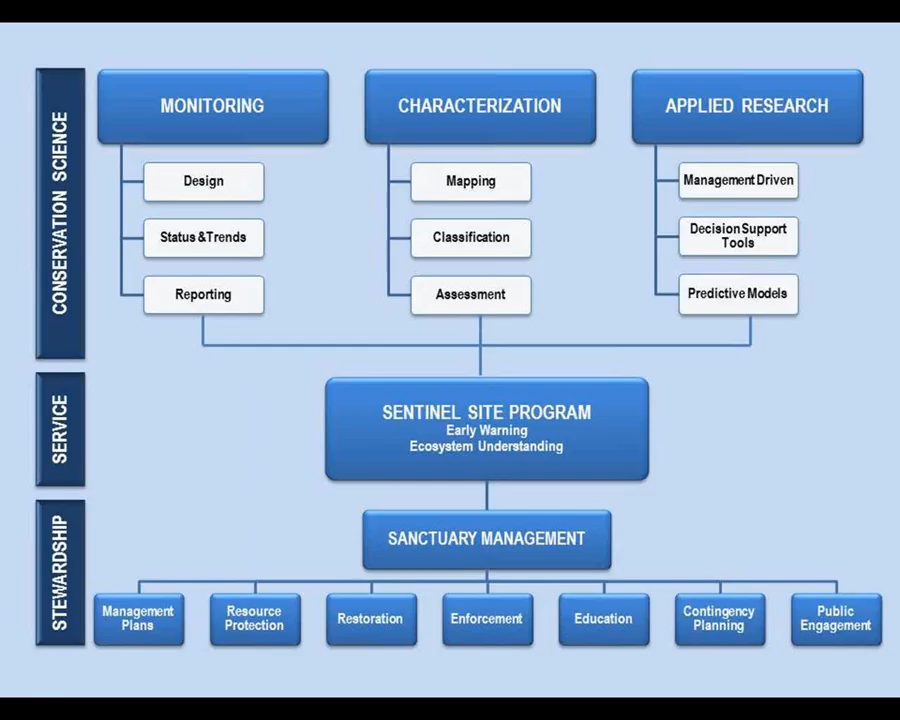 CONSERVATION SCIENCE
MONITORING
Design
Status & Trends
Reporting
CHARACTERIZATION
Mapping
Classification
Assessment
APPLIED RESEARCH
Management Driven
Decision Support
Tools
Predictive Models
SERVICE
SENTINEL SITE PROGRAM
Early Warning
Ecosystem Understanding
STEWARDSHIP
SANCTUARY MANAGEMENT
Management
Plans
Resource
Protection
Restoration
Enforcement
Education
Contingency
Planning
Public
Engagement